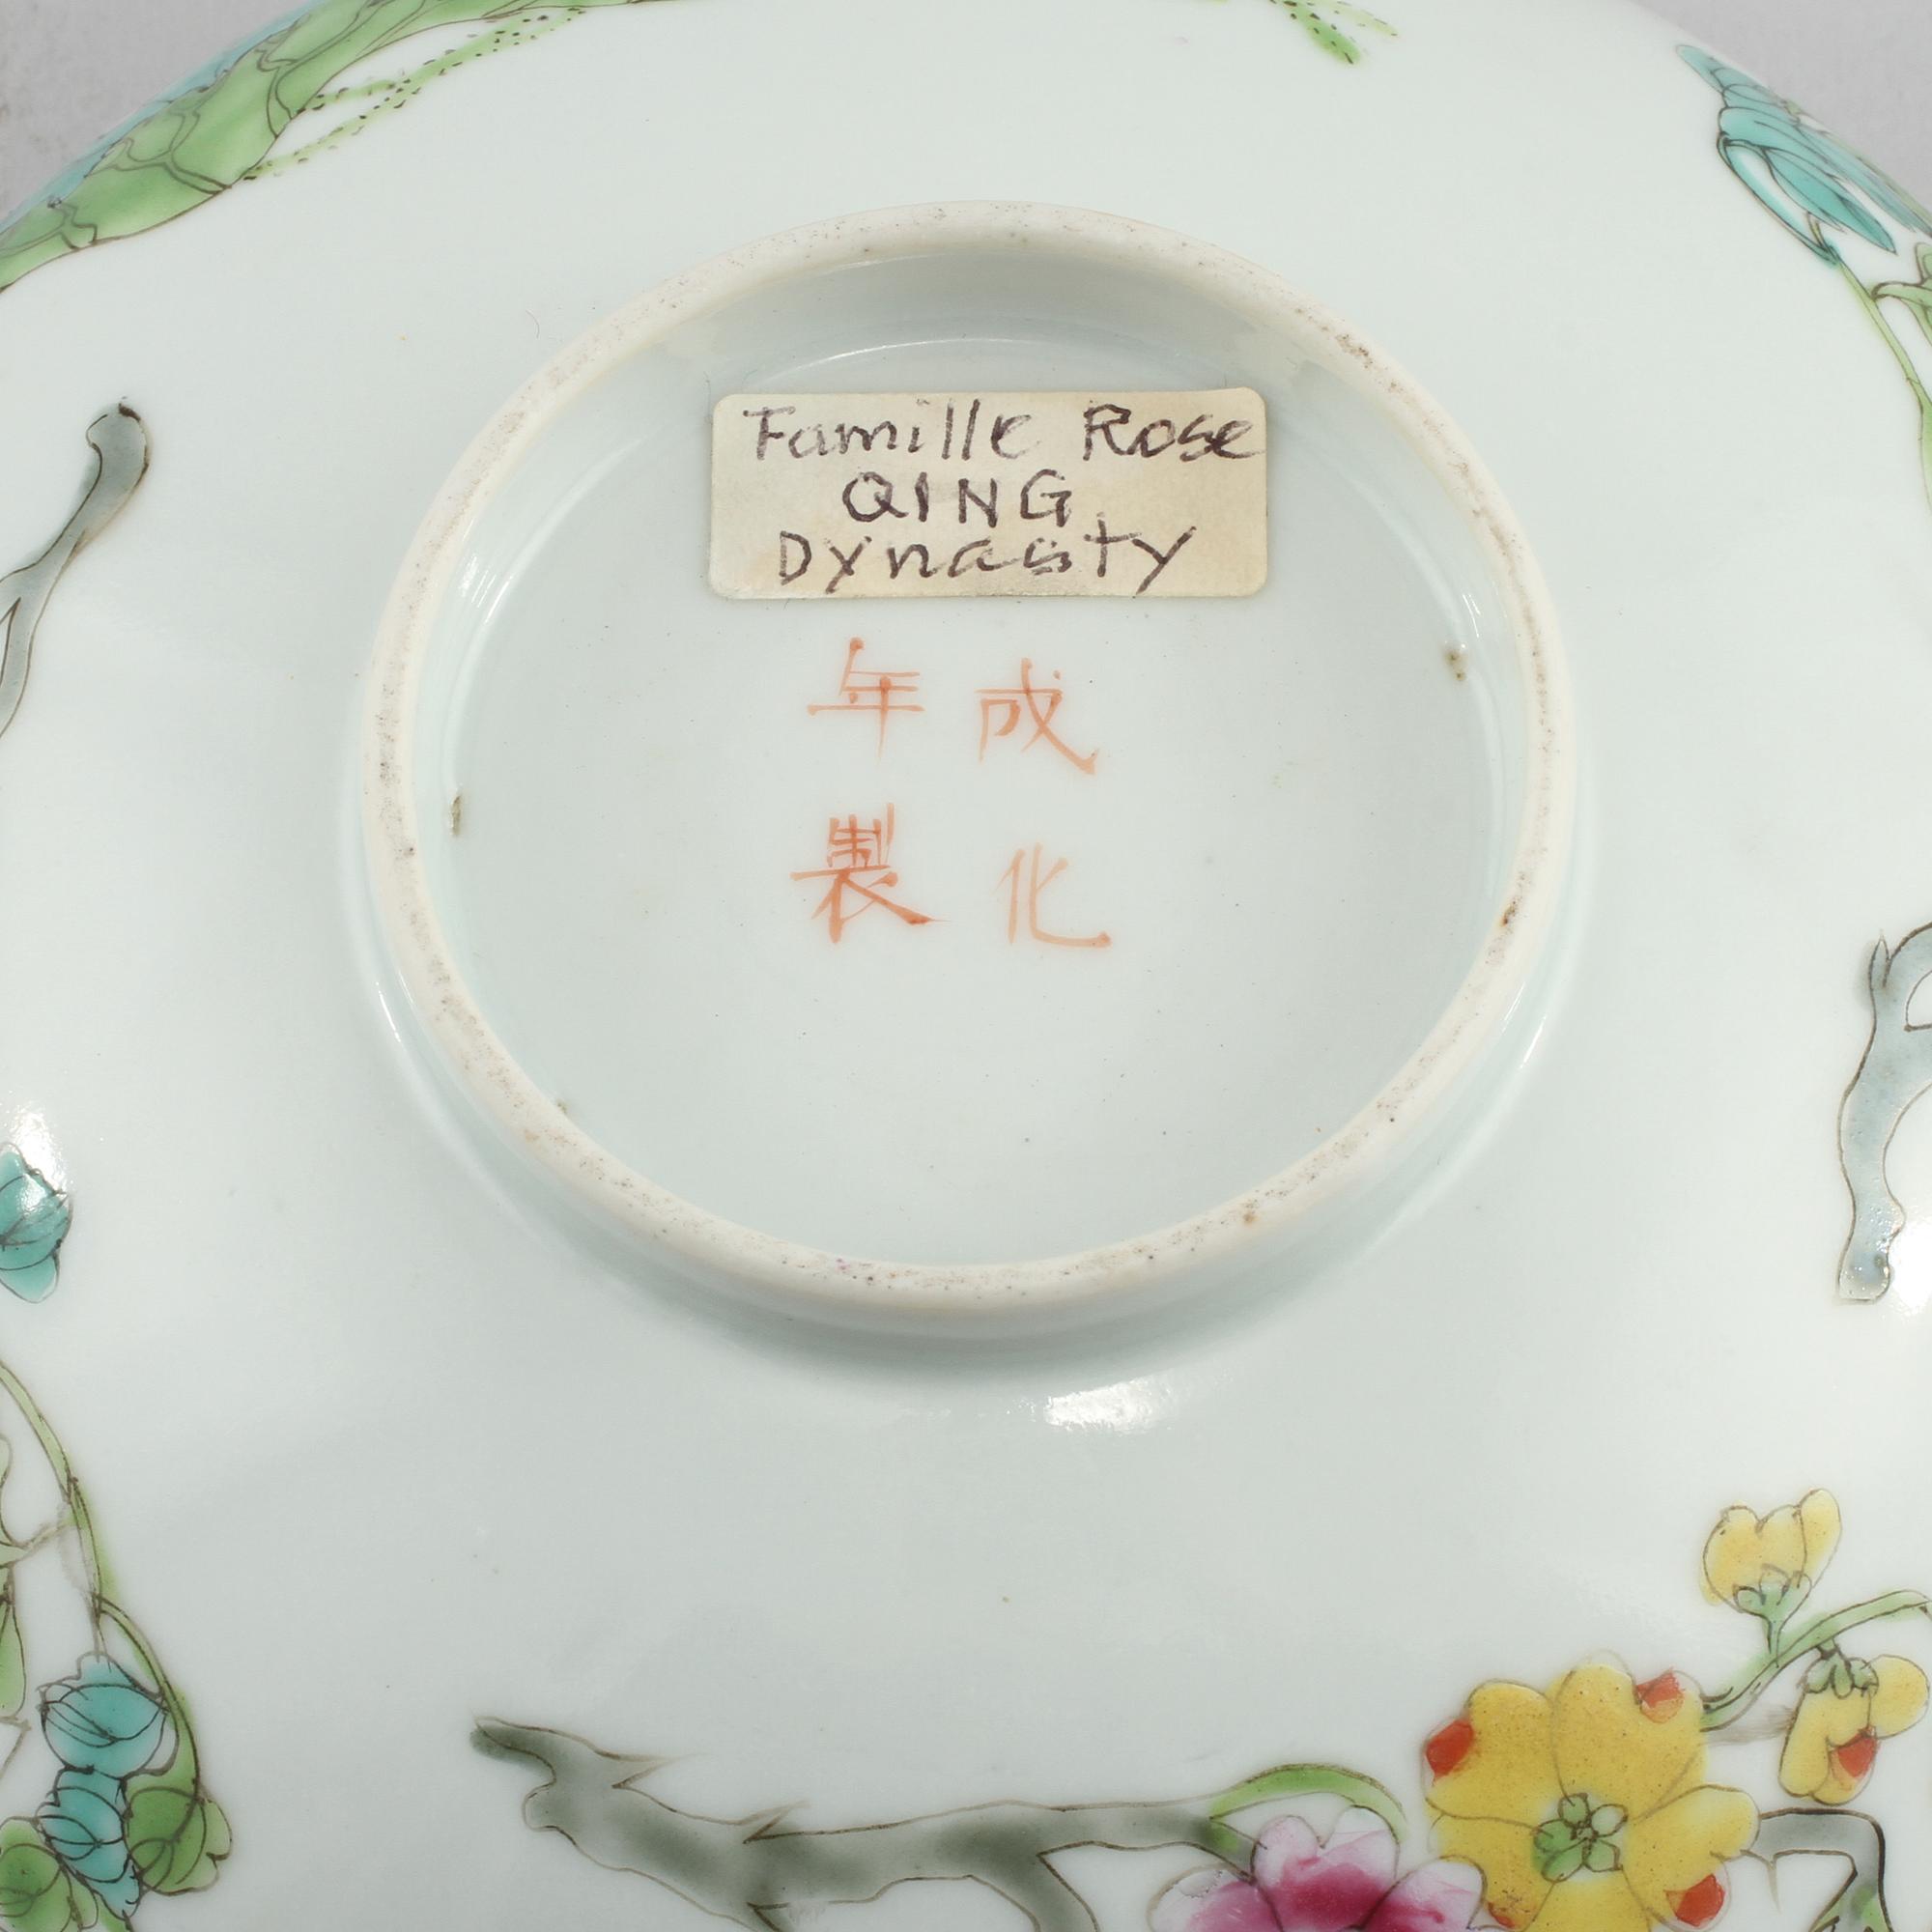 Famille Rose
QING
Dynasty
成化
年製